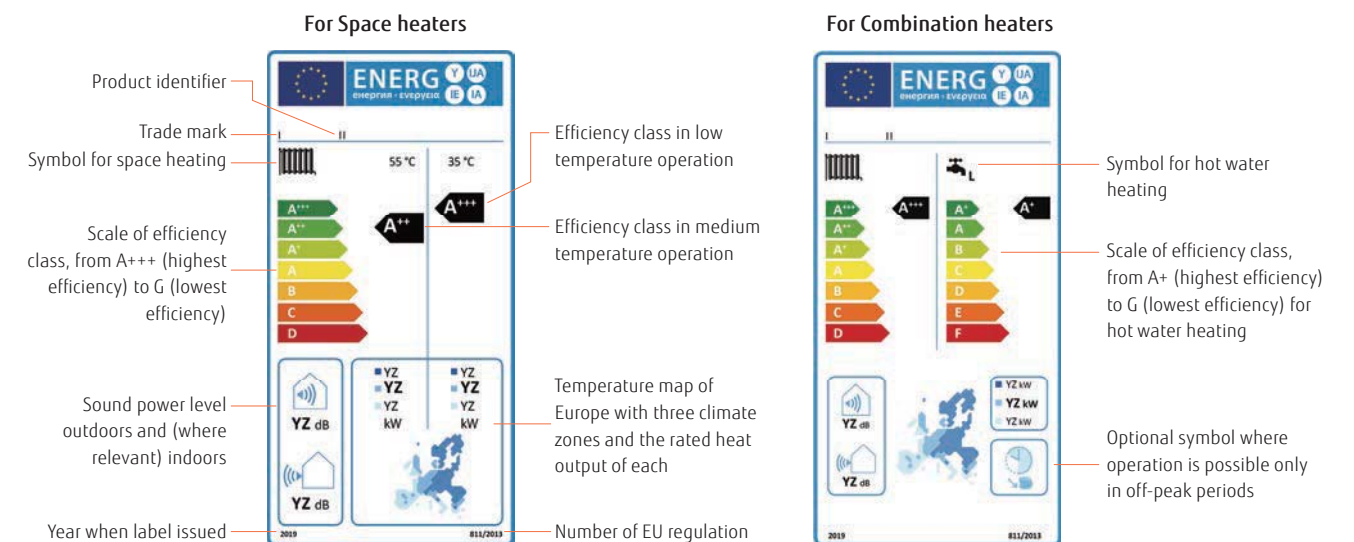 For Space heaters
Product identifier
Trade mark
Symbol for space heating
Scale of efficiency
class, from A+++ (highest
efficiency) to G (lowest
efficiency)
Sound power level
outdoors and (where
relevant) indoors
Year when label issued
ENERG
Y IJA
IE IA
енергия · ενεργεια
I II
55 °C 35 °C
A+++
A++
A+
A
B
C
D
A++
A+++
YZ dB
YZ dB
YZ YZ
YZ YZ
YZ YZ
kW kW
2019 811/2013
Efficiency class in low
temperature operation
Efficiency class in medium
temperature operation
Temperature map of
Europe with three climate
zones and the rated heat
output of each
Number of EU regulation
For Combination heaters
ENERG
Y IJA
IE IA
енергия · ενεργεια
I II
L
A+++
A++
A+
A
B
C
D
A+++
A+
A
B
C
D
E
F
A+
YZ dB
YZ dB
YZ kW
YZ kW
YZ kW
2019 811/2013
Symbol for hot water
heating
Scale of efficiency class,
from A+ (highest efficiency)
to G (lowest efficiency) for
hot water heating
Optional symbol where
operation is possible only
in off-peak periods